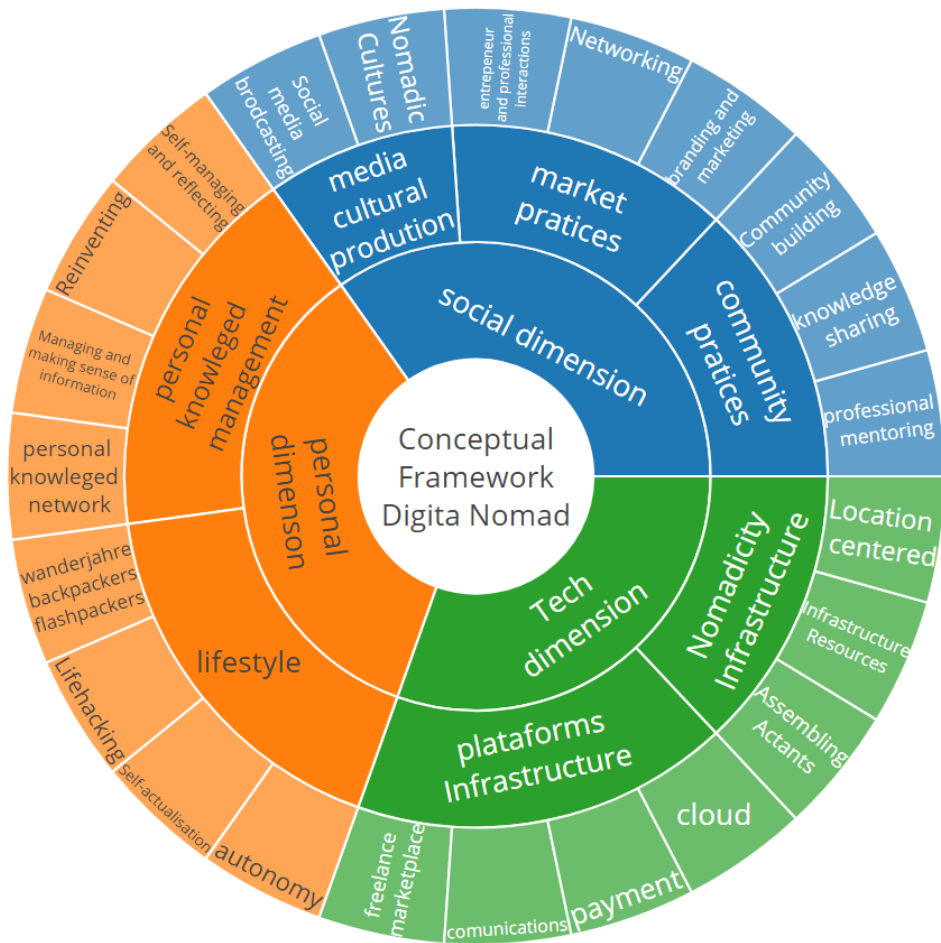 Conceptual
Framework
Digita Nomad
social dimension
media
cultural
prodution
Social
media
brodcasting
Nomadic
Cultures
market
pratices
entrepeneur
and professional
interactions
Networking
branding and
marketing
community
pratices
Community
building
knowledge
sharing
professional
mentoring
Tech
dimension
Nomadicity
Infrastructure
Location
centered
Infrastructure
Resources
Assembling
Actants
plataforms
Infrastructure
cloud
payment
comunications
freelance
marketplace
personal
dimenson
lifestyle
autonomy
Self-actualisation
Lifehacking
wanderjahre
backpackers
flashpackers
personal
knowleged
management
personal
knowleged
network
Managing and
making sense of
information
Reinventing
Self-managing
and reflecting